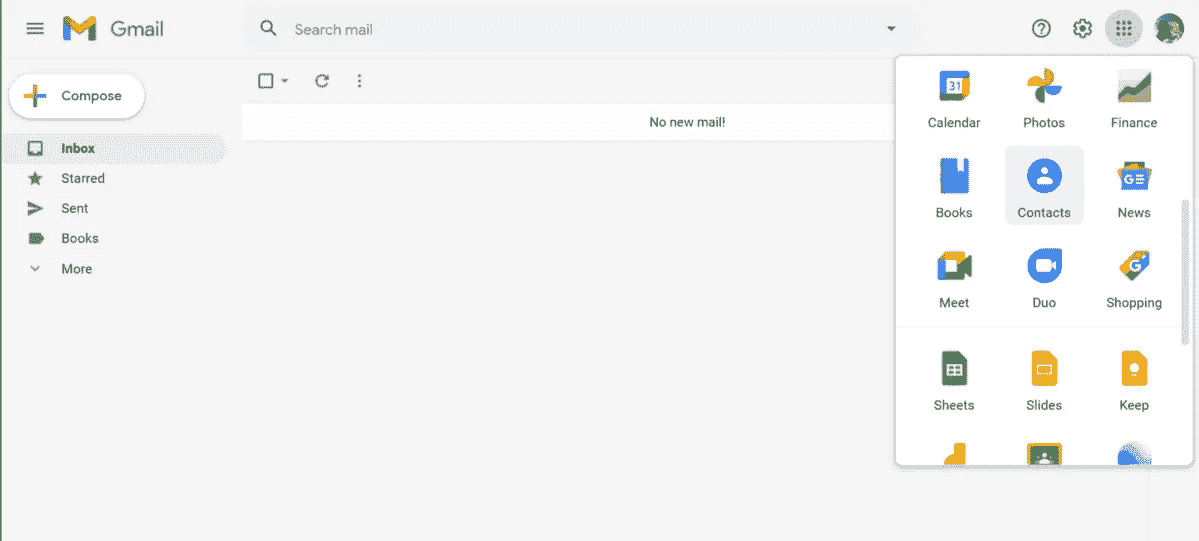 Gmail
Search mail
Compose
No new mail!
Inbox
Starred
Sent
Books
More
31
Calendar Photos Finance
GE
Books Contacts News
G
Meet Duo Shopping
Sheets Slides Keep